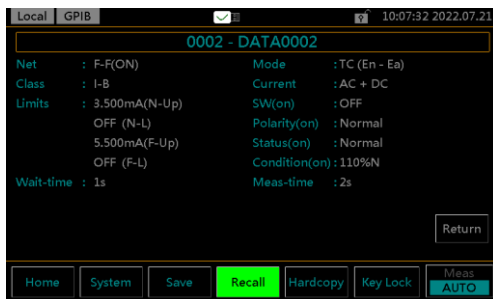 Local GPIB 10:07:32 2022.07.21
0002 - DATA0002
Net : F-F(ON) Mode :TC (En - Ea)
Class : I-B Current :AC + DC
Limits : 3.500mA(N-Up) SW(on) :OFF
OFF (N-L) Polarity(on) :Normal
5.500mA(F-Up) Status(on) :Normal
OFF (F-L) Condition(on) :110%N
Wait-time : 1s Meas-time :2s
Return
Home System Save Recall Hardcopy Key Lock Meas
AUTO